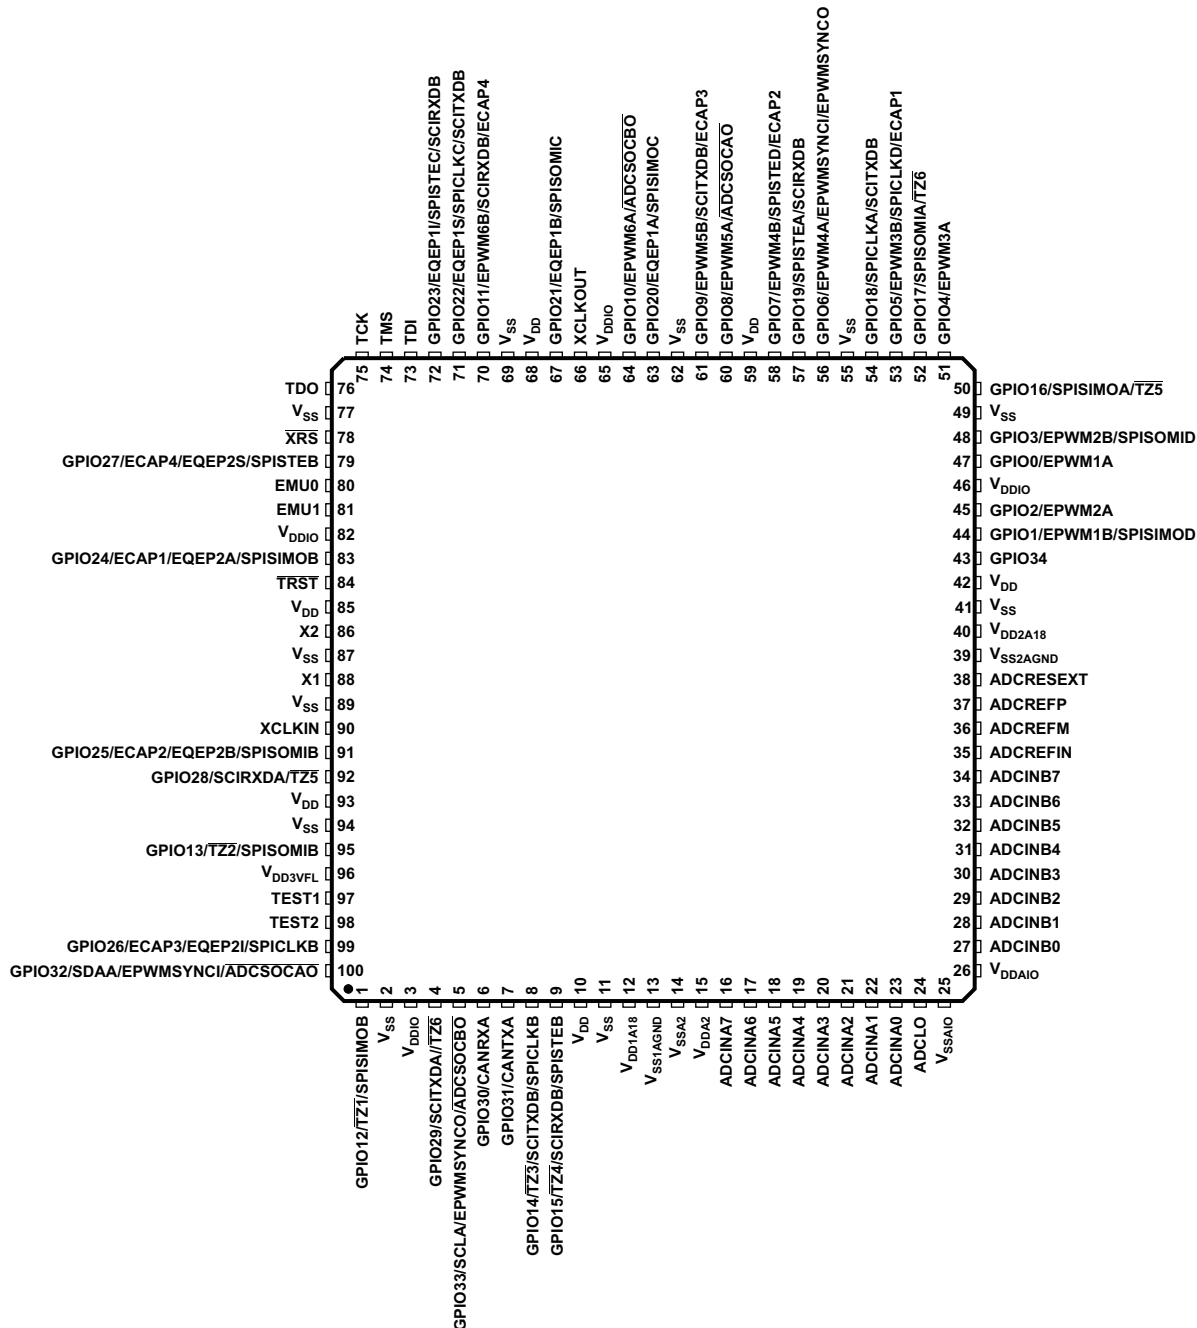 75 TCK
74 TMS
73 TDI
72 GPIO23/EQEP1I/SPISTEC/SCIRXDB
71 GPIO22/EQEP1S/SPICLKC/SCITXDB
70 GPIO11/EPWM6B/SCIRXDB/ECAP4
69 VSS
68 VDD
67 GPIO21/EQEP1B/SPISOMIC
66 XCLKOUT
65 VDDIO
64 GPIO10/EPWM6A/ADCSOCBO
63 GPIO20/EQEP1A/SPISIMOC
62 VSS
61 GPIO9/EPWM5B/SCITXDB/ECAP3
60 GPIO8/EPWM5A/ADCSOCAO
59 VDD
58 GPIO7/EPWM4B/SPISTED/ECAP2
57 GPIO19/SPISTEA/SCIRXDB
56 GPIO6/EPWM4A/EPWMSYNCI/EPWMSYNCO
55 VSS
54 GPIO18/SPICLKA/SCITXDB
53 GPIO5/EPWM3B/SPICLKD/ECAP1
52 GPIO17/SPISOMIA/TZ6
51 GPIO4/EPWM3A
TDO 76
VSS 77
XRS 78
GPIO27/ECAP4/EQEP2S/SPISTEB 79
EMU0 80
EMU1 81
VDDIO 82
GPIO24/ECAP1/EQEP2A/SPISIMOB 83
TRST 84
VDD 85
X2 86
VSS 87
X1 88
VSS 89
XCLKIN 90
GPIO25/ECAP2/EQEP2B/SPISOMIB 91
GPIO28/SCIRXDA/TZ5 92
VDD 93
VSS 94
GPIO13/TZ2/SPISOMIB 95
VDD3VFL 96
TEST1 97
TEST2 98
GPIO26/ECAP3/EQEP2I/SPICLKB 99
GPIO32/SDAA/EPWMSYNCI/ADCSOCAO 100
50 GPIO16/SPISIMOA/TZ5
49 VSS
48 GPIO3/EPWM2B/SPISOMID
47 GPIO0/EPWM1A
46 VDDIO
45 GPIO2/EPWM2A
44 GPIO1/EPWM1B/SPISIMOD
43 GPIO34
42 VDD
41 VSS
40 VDD2A18
39 VSS2AGND
38 ADCRESEXT
37 ADCREFP
36 ADCREFM
35 ADCREFIN
34 ADCINB7
33 ADCINB6
32 ADCINB5
31 ADCINB4
30 ADCINB3
29 ADCINB2
28 ADCINB1
27 ADCINB0
26 VDDAIO
1 GPIO12/TZ1/SPISIMOB
2 VSS
3 VDDIO
4 GPIO29/SCITXDA//TZ6
5 GPIO33/SCLA/EPWMSYNCO/ADCSOCBO
6 GPIO30/CANRXA
7 GPIO31/CANTXA
8 GPIO14/TZ3/SCITXDB/SPICLKB
9 GPIO15/TZ4/SCIRXDB/SPISTEB
10 VDD
11 VSS
12 VDD1A18
13 VSS1AGND
14 VSSA2
15 VDDA2
16 ADCINA7
17 ADCINA6
18 ADCINA5
19 ADCINA4
20 ADCINA3
21 ADCINA2
22 ADCINA1
23 ADCINA0
24 ADCLO
25 VSSAIO